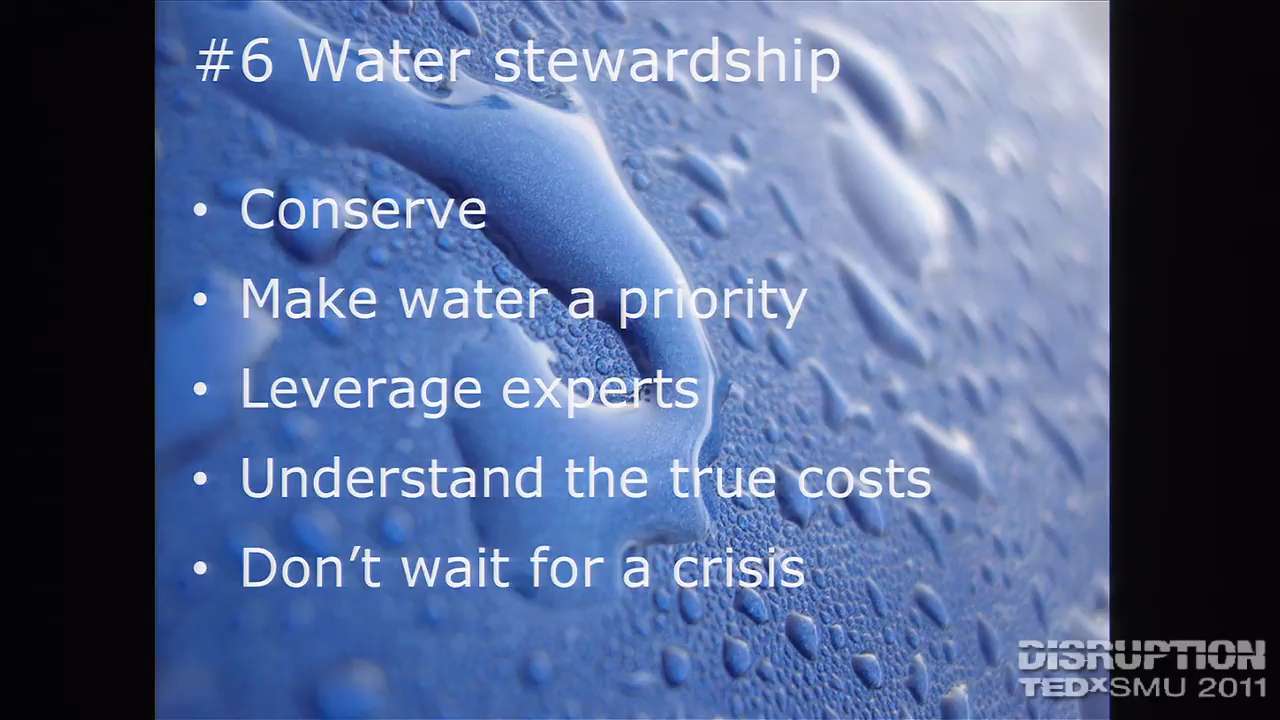 #6 Water stewardship
• Conserve
• Make water a priority
• Leverage experts
• Understand the true costs
• Don’t wait for a crisis
DISRUPTION
TEDxSMU 2011